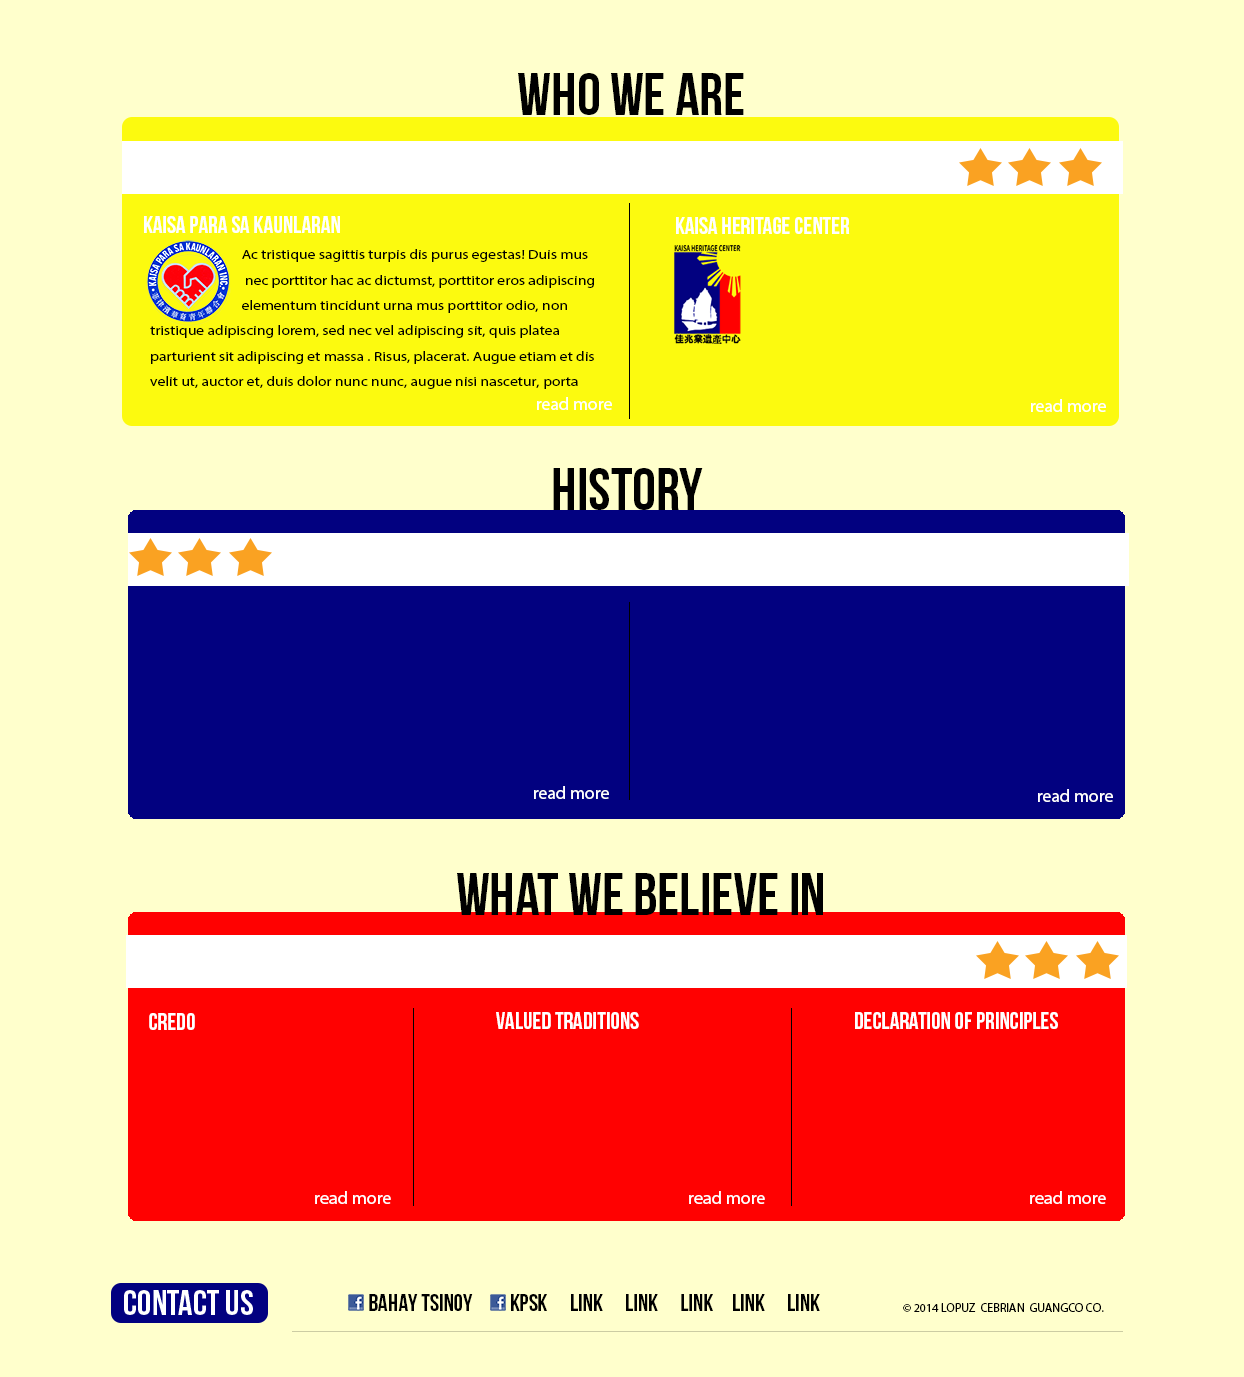 WHO WE ARE
KAISA PARA SA KAUNLARAN
KAISA PARA SA KAUNLARAN INC
Ac tristique sagittis turpis dis purus egestas! Duis mus
nec porttitor hac ac dictumst, porttitor eros adipiscing
elementum tincidunt urna mus porttitor odio, non
tristique adipiscing lorem, sed nec vel adipiscing sit, quis platea
parturient sit adipiscing et massa . Risus, placerat. Augue etiam et dis
velit ut, auctor et, duis dolor nunc nunc, augue nisi nascetur, porta
read more
KAISA HERITAGE CENTER
KAISA HERITAGE CENTER
佳兆業遺產中心
read more
HISTORY
read more
read more
WHAT WE BELIEVE IN
CREDO
read more
VALUED TRADITIONS
read more
DECLARATION OF PRINCIPLES
read more
CONTACT US
BAHAY TSINOY KPSK LINK LINK LINK LINK LINK
© 2014 LOPUZ CEBRIAN GUANGCO CO.